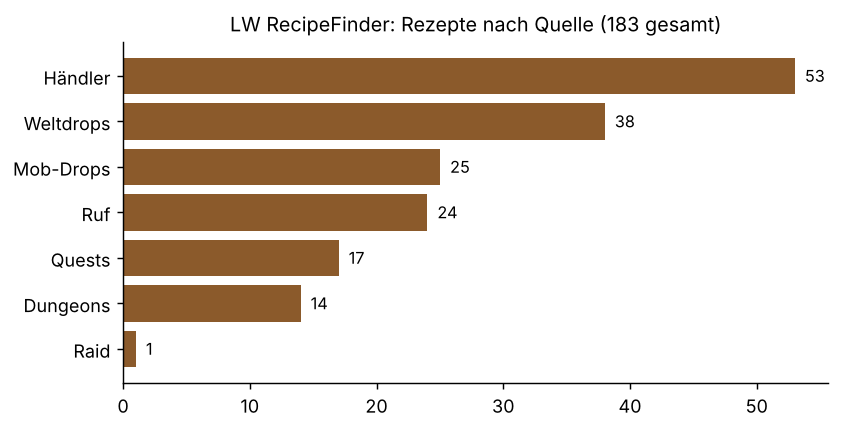 LW RecipeFinder: Rezepte nach Quelle (183 gesamt)
Händler 53
Weltdrops 38
Mob-Drops 25
Ruf 24
Quests 17
Dungeons 14
Raid 1
0 10 20 30 40 50